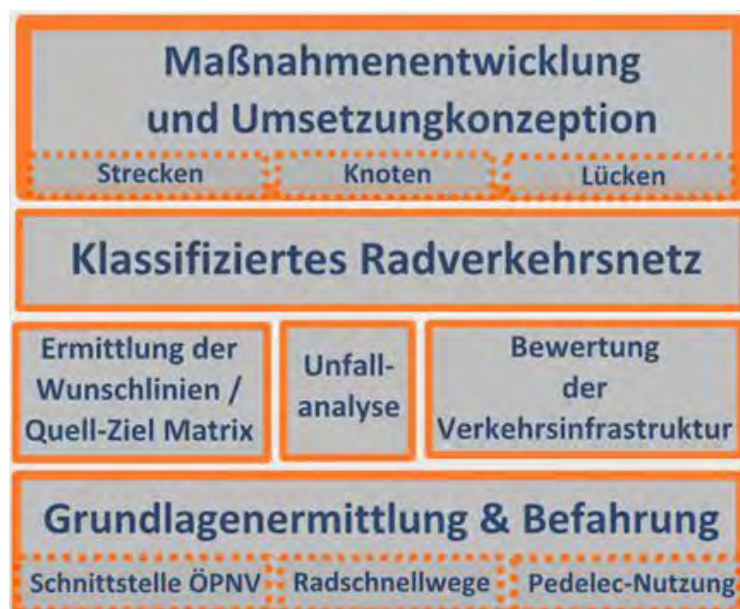 Maßnahmenentwicklung
und Umsetzungkonzeption
Strecken Knoten Lücken
Klassifiziertes Radverkehrsnetz
Ermittlung der
Wunschlinien /
Quell-Ziel Matrix
Unfall-
analyse
Bewertung
der
Verkehrsinfrastruktur
Grundlagenermittlung & Befahrung
Schnittstelle ÖPNV Radschnellwege Pedelec-Nutzung